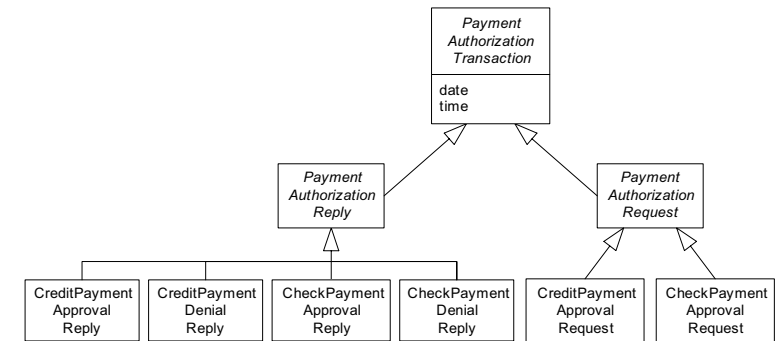 Payment
Authorization
Transaction
date
time
Payment
Authorization
Reply
Payment
Authorization
Request
CreditPayment
Approval
Reply
CreditPayment
Denial
Reply
CheckPayment
Approval
Reply
CheckPayment
Denial
Reply
CreditPayment
Approval
Request
CheckPayment
Approval
Request